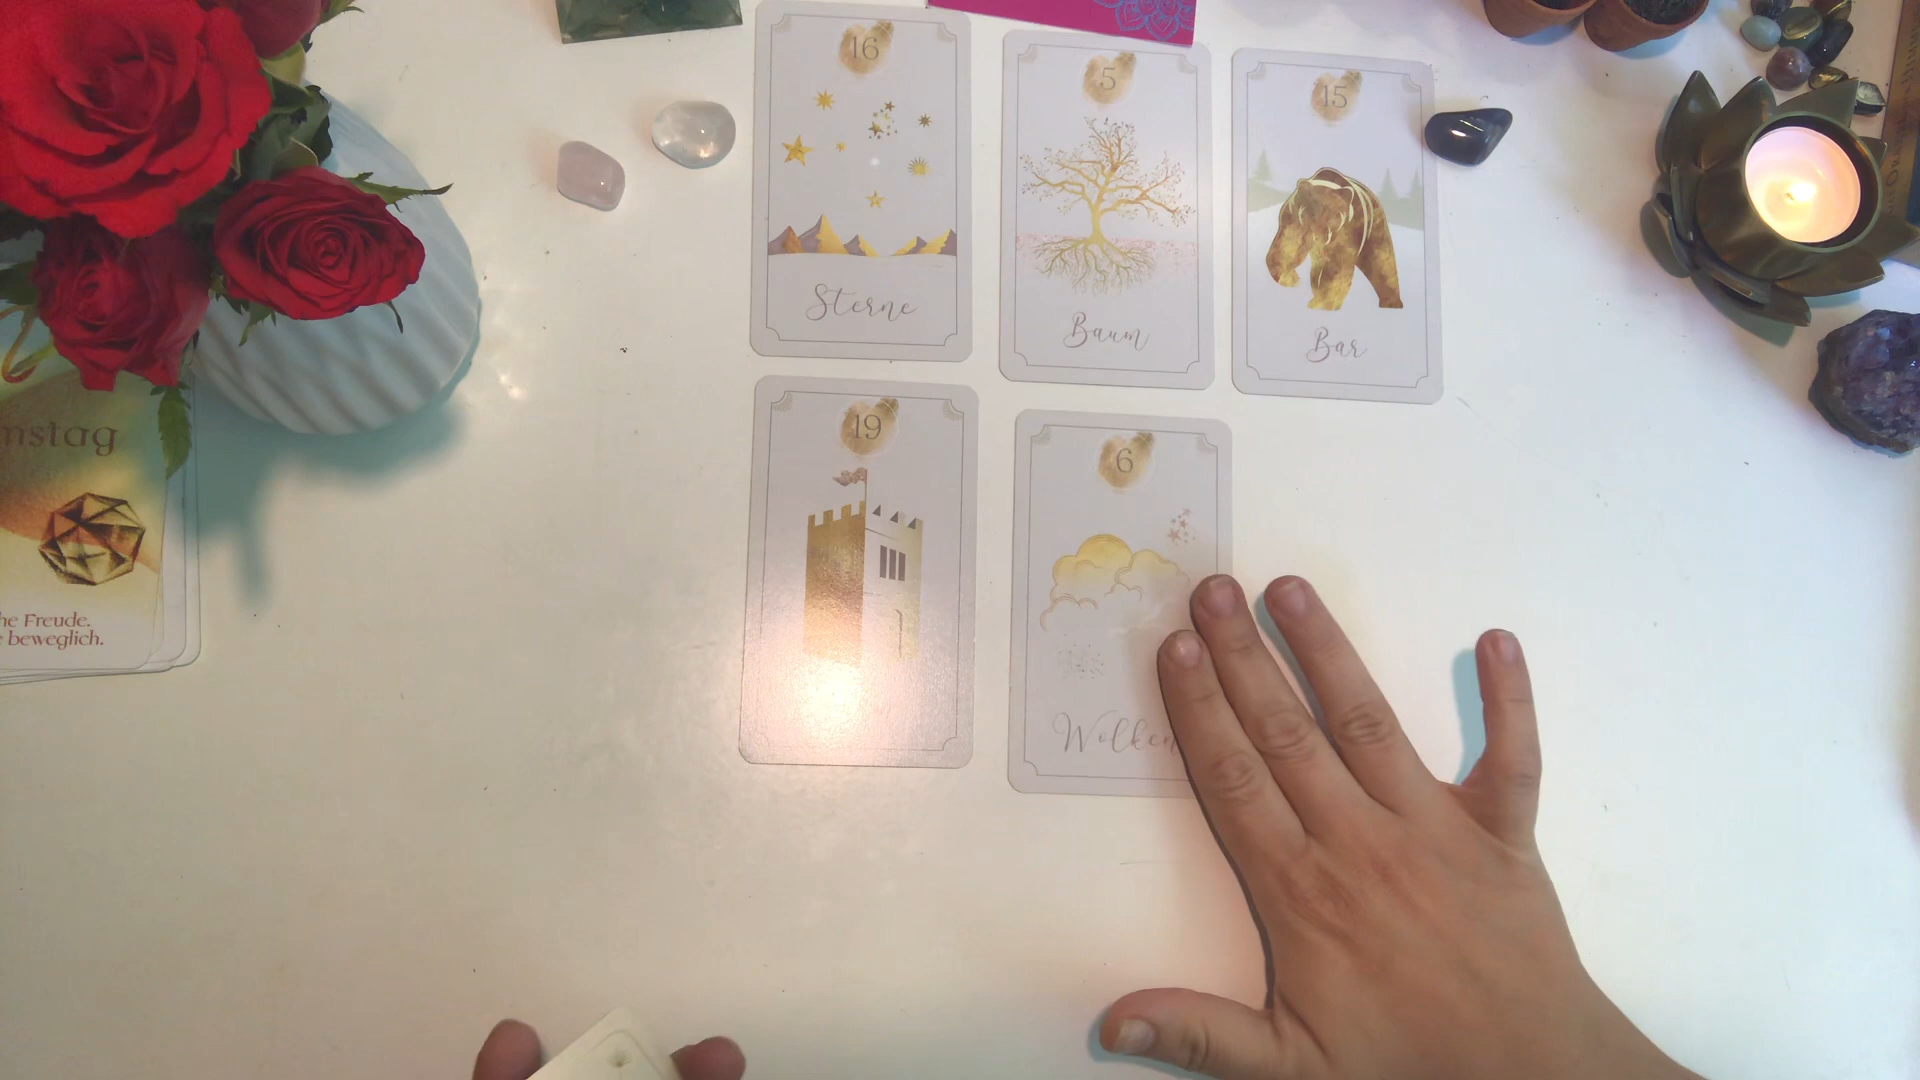 16
Sterne
5
Baum
15
Bar
19
6
Wolken
nstag
he Freude.
beweglich.